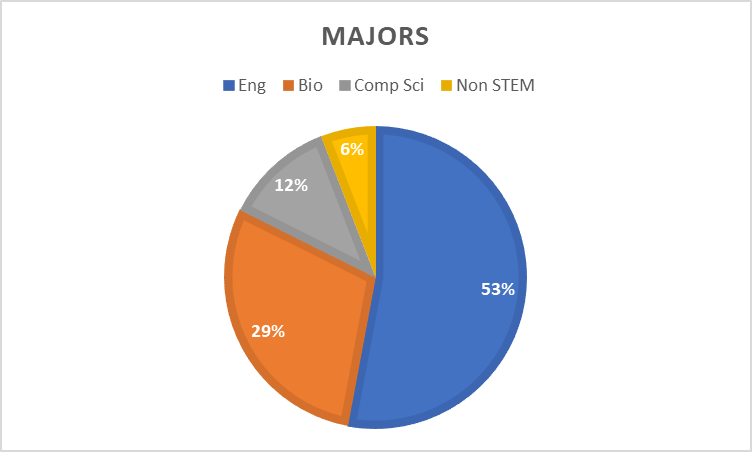 MAJORS
Eng Bio Comp Sci Non STEM
6%
12%
53%
29%